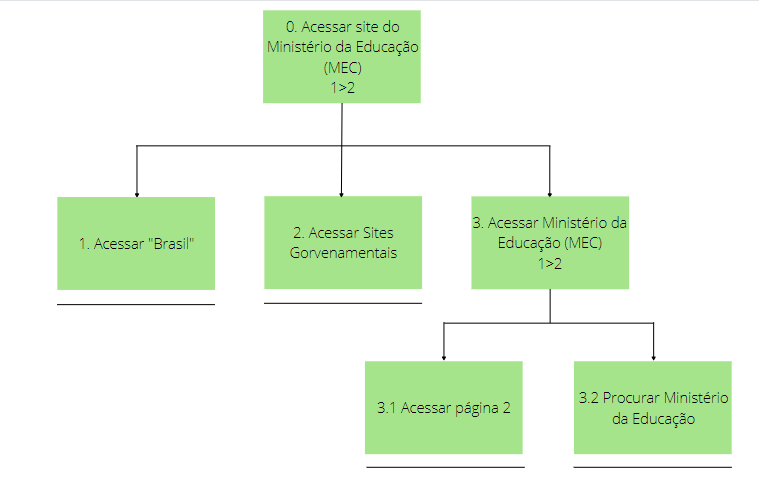 0. Acessar site do
Ministério da Educação
(MEC)
1>2
1. Acessar "Brasil"
2. Acessar Sites
Gorvenamentais
3. Acessar Ministério da
Educação (MEC)
1>2
3.1 Acessar página 2
3.2 Procurar Ministério
da Educação